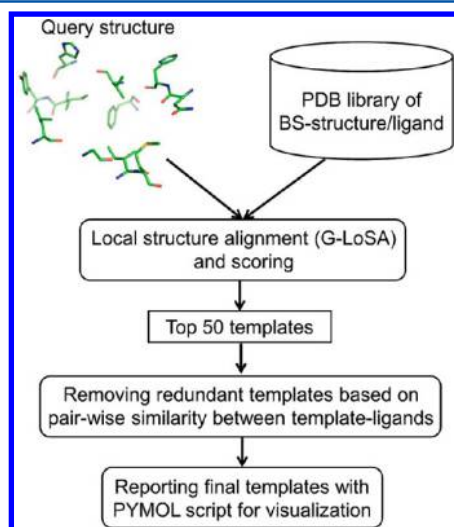 Query structure
PDB library of
BS-structure/ligand
Local structure alignment (G-LoSA)
and scoring
Top 50 templates
Removing redundant templates based on
pair-wise similarity between template-ligands
Reporting final templates with
PYMOL script for visualization